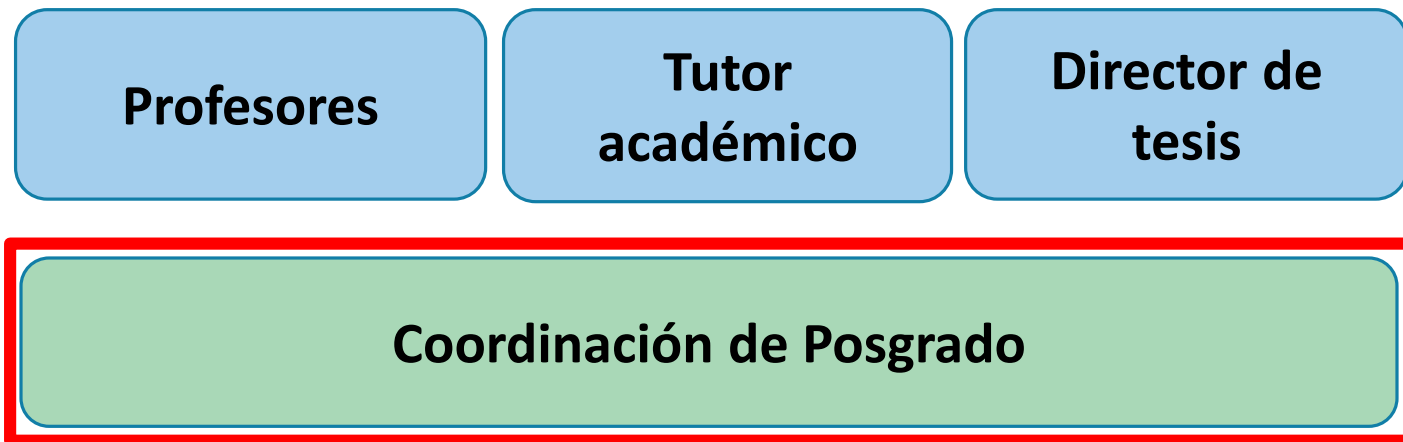 Profesores
Tutor
académico
Director de
tesis
Coordinación de Posgrado